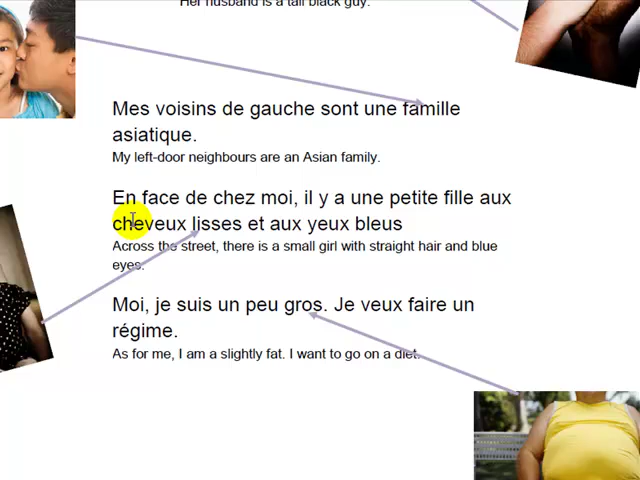 Her husband is a tall black guy.
Mes voisins de gauche sont une famille
asiatique.
My left-door neighbours are an Asian family.
En face de chez moi, il y a une petite fille aux
cheveux lisses et aux yeux bleus
Across the street, there is a small girl with straight hair and blue
eyes.
Moi, je suis un peu gros. Je veux faire un
régime.
As for me, I am a slightly fat. I want to go on a diet.